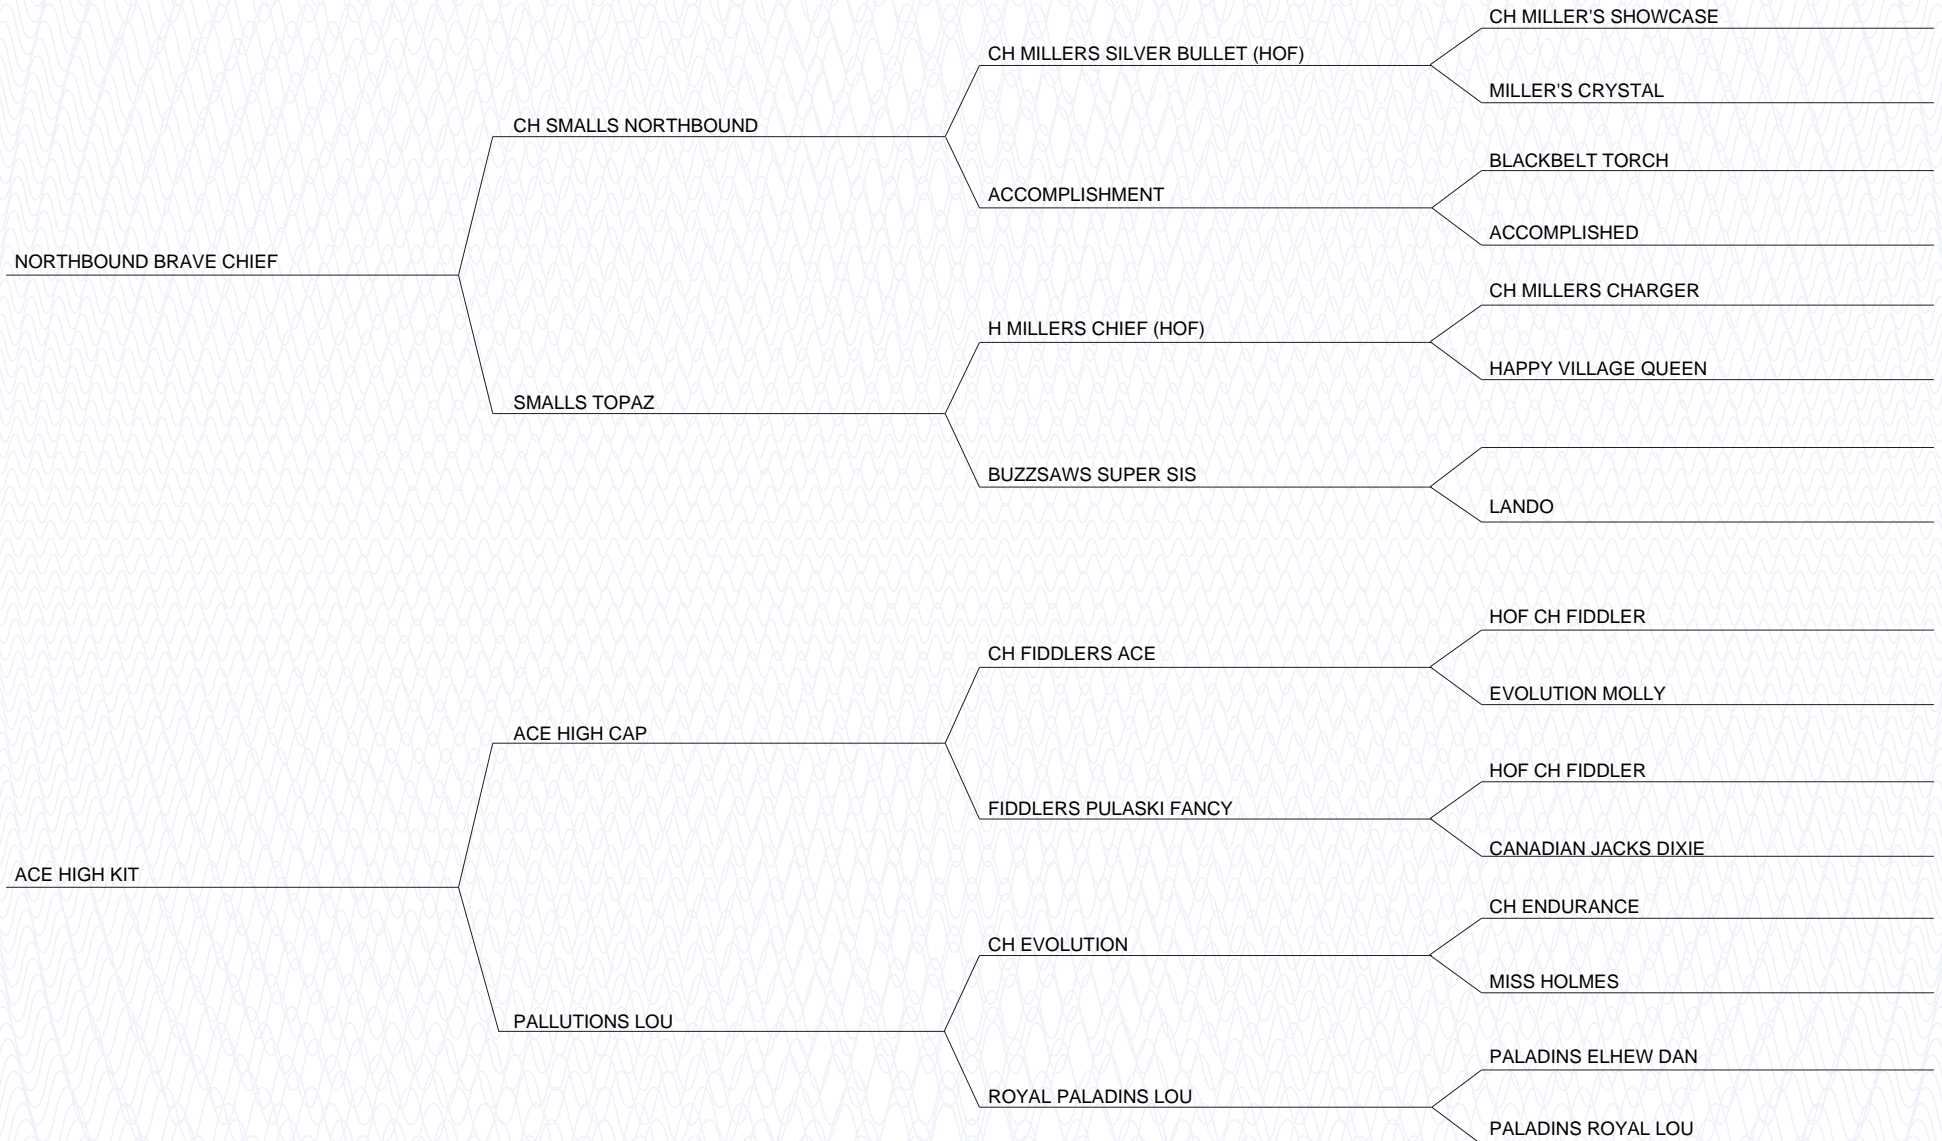 CH MILLER'S SHOWCASE
CH MILLERS SILVER BULLET (HOF)
MILLER'S CRYSTAL
CH SMALLS NORTHBOUND
BLACKBELT TORCH
ACCOMPLISHMENT
ACCOMPLISHED
NORTHBOUND BRAVE CHIEF
CH MILLERS CHARGER
H MILLERS CHIEF (HOF)
HAPPY VILLAGE QUEEN
SMALLS TOPAZ
BUZZSAWS SUPER SIS
LANDO
HOF CH FIDDLER
CH FIDDLERS ACE
EVOLUTION MOLLY
ACE HIGH CAP
HOF CH FIDDLER
FIDDLERS PULASKI FANCY
CANADIAN JACKS DIXIE
ACE HIGH KIT
CH ENDURANCE
CH EVOLUTION
MISS HOLMES
PALLUTIONS LOU
PALADINS ELHEW DAN
ROYAL PALADINS LOU
PALADINS ROYAL LOU